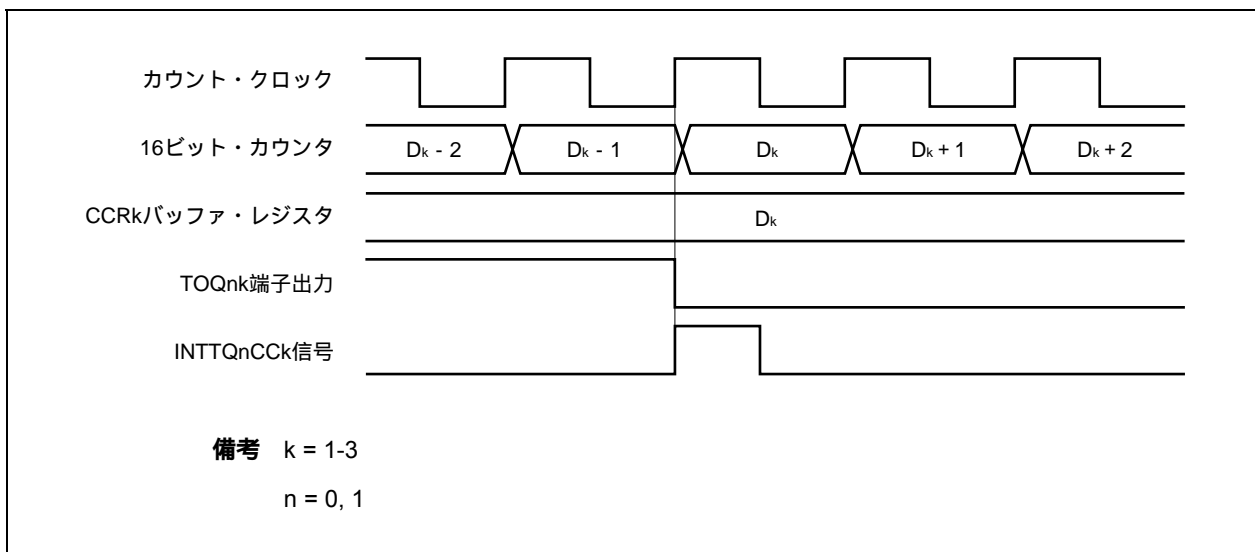 カウント・クロック
16ビット・カウンタ Dk - 2 Dk - 1 Dk Dk + 1 Dk + 2
CCRkバッファ・レジスタ Dk
TOQnk端子出力
INTTQnCCk信号
備考 k = 1-3
n = 0, 1